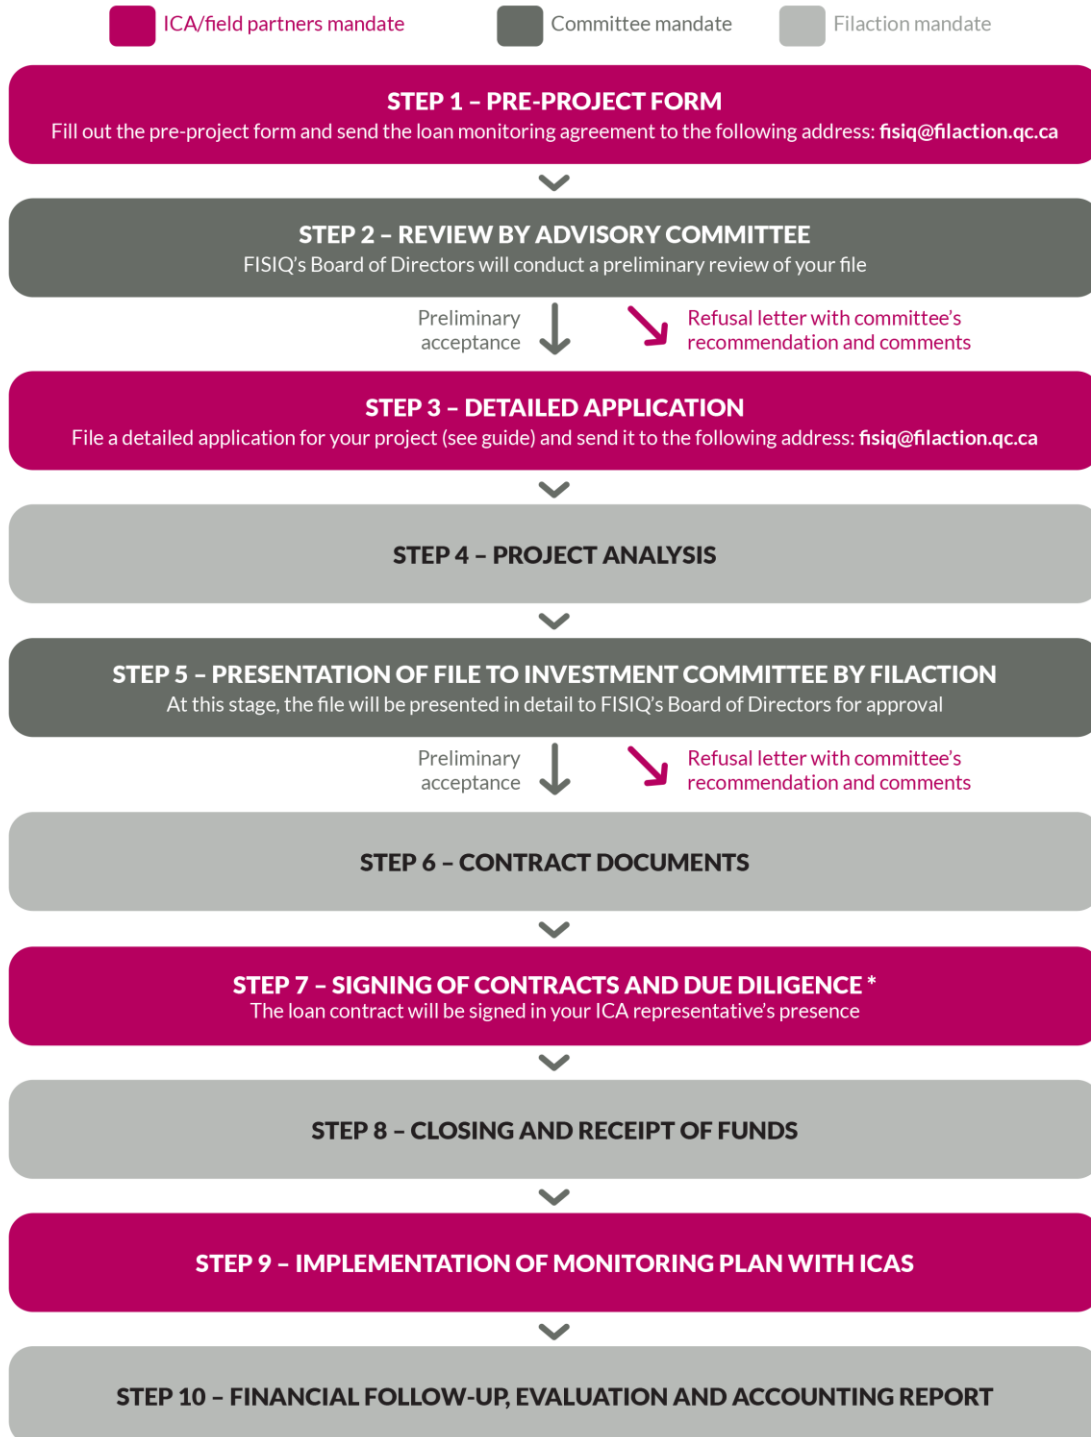 ICA/field partners mandate
Committee mandate
Filaction mandate
STEP 1 – PRE-PROJECT FORM
Fill out the pre-project form and send the loan monitoring agreement to the following address: fisiq@filaction.qc.ca
STEP 2 – REVIEW BY ADVISORY COMMITTEE
FISIQ's Board of Directors will conduct a preliminary review of your file
Preliminary
acceptance
Refusal letter with committee's
recommendation and comments
STEP 3 – DETAILED APPLICATION
File a detailed application for your project (see guide) and send it to the following address: fisiq@filaction.qc.ca
STEP 4 – PROJECT ANALYSIS
STEP 5 – PRESENTATION OF FILE TO INVESTMENT COMMITTEE BY FILACTION
At this stage, the file will be presented in detail to FISIQ's Board of Directors for approval
Preliminary
acceptance
Refusal letter with committee's
recommendation and comments
STEP 6 – CONTRACT DOCUMENTS
STEP 7 – SIGNING OF CONTRACTS AND DUE DILIGENCE *
The loan contract will be signed in your ICA representative's presence
STEP 8 – CLOSING AND RECEIPT OF FUNDS
STEP 9 – IMPLEMENTATION OF MONITORING PLAN WITH ICAS
STEP 10 – FINANCIAL FOLLOW-UP, EVALUATION AND ACCOUNTING REPORT